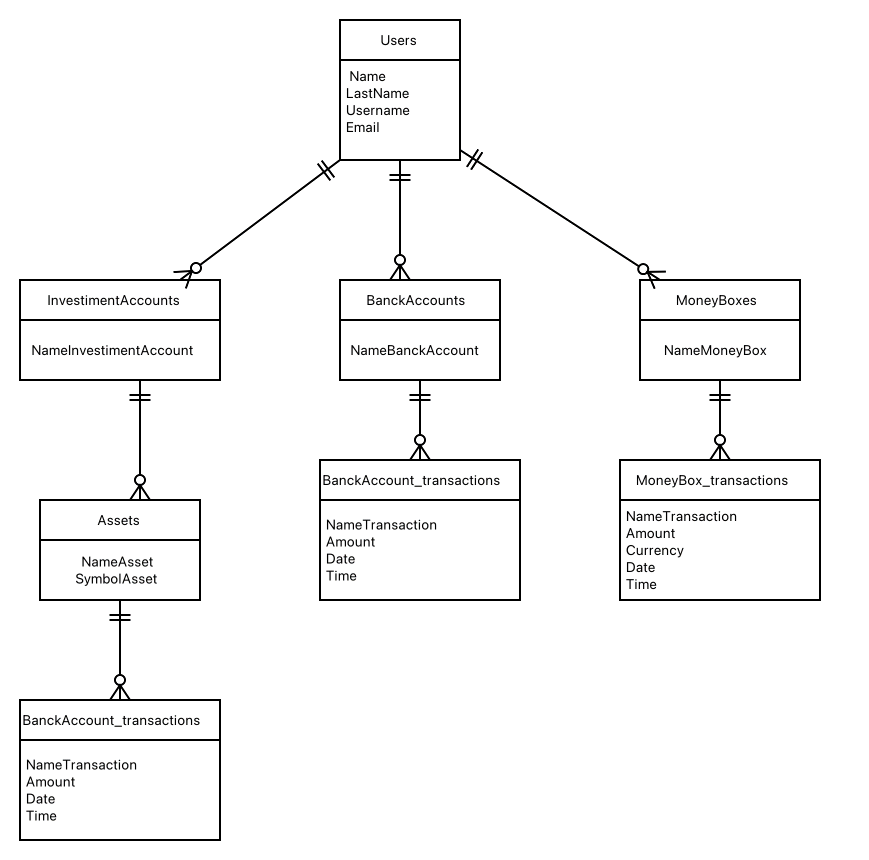 Users
Name
LastName
Username
Email
InvestimentAccounts
NameInvestimentAccount
BanckAccounts
NameBanckAccount
MoneyBoxes
NameMoneyBox
Assets
NameAsset
SymbolAsset
BanckAccount_transactions
NameTransaction
Amount
Date
Time
MoneyBox_transactions
NameTransaction
Amount
Currency
Date
Time
BanckAccount_transactions
NameTransaction
Amount
Date
Time